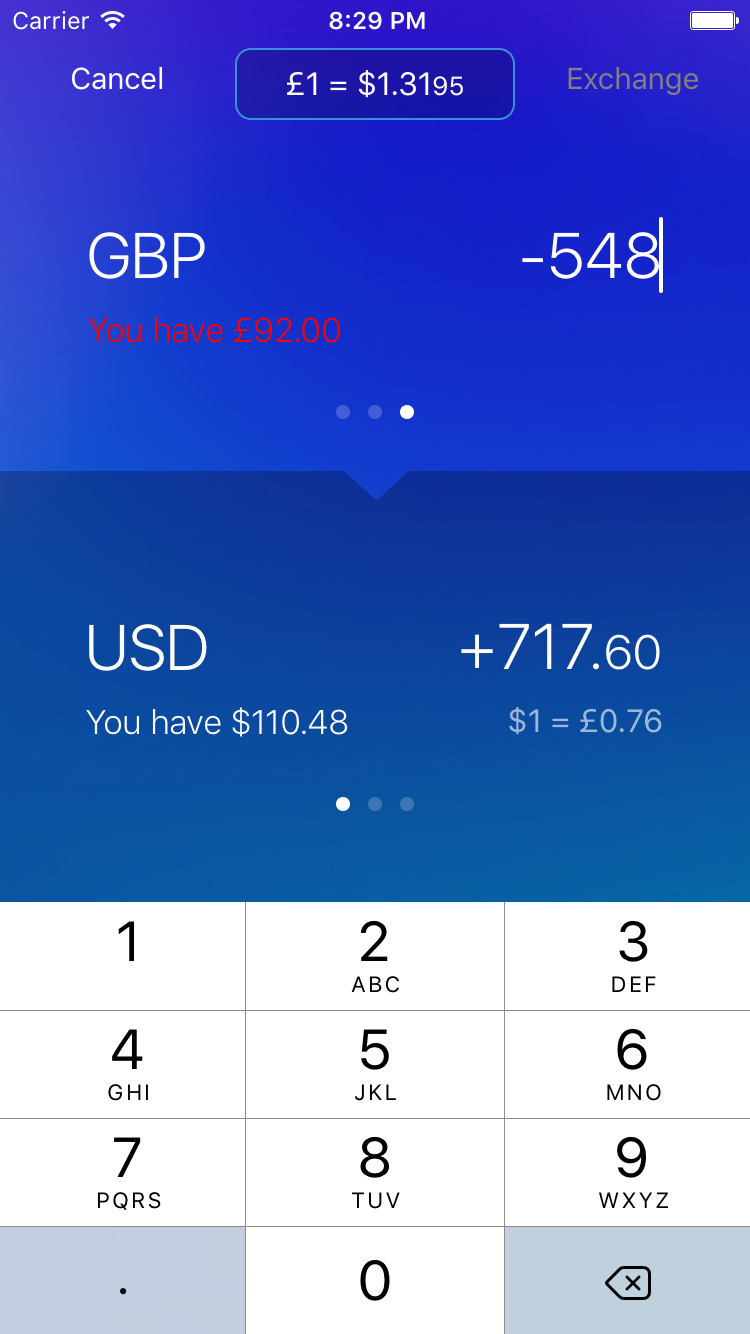 Carrier 8:29 PM
Cancel £1 = $1.3195 Exchange
GBP -548
You have £92.00
USD +717.60
You have $110.48 $1 = £0.76
1 2 3
ABC DEF
4 5 6
GHI JKL MNO
7 8 9
PQRS TUV WXYZ
. 0